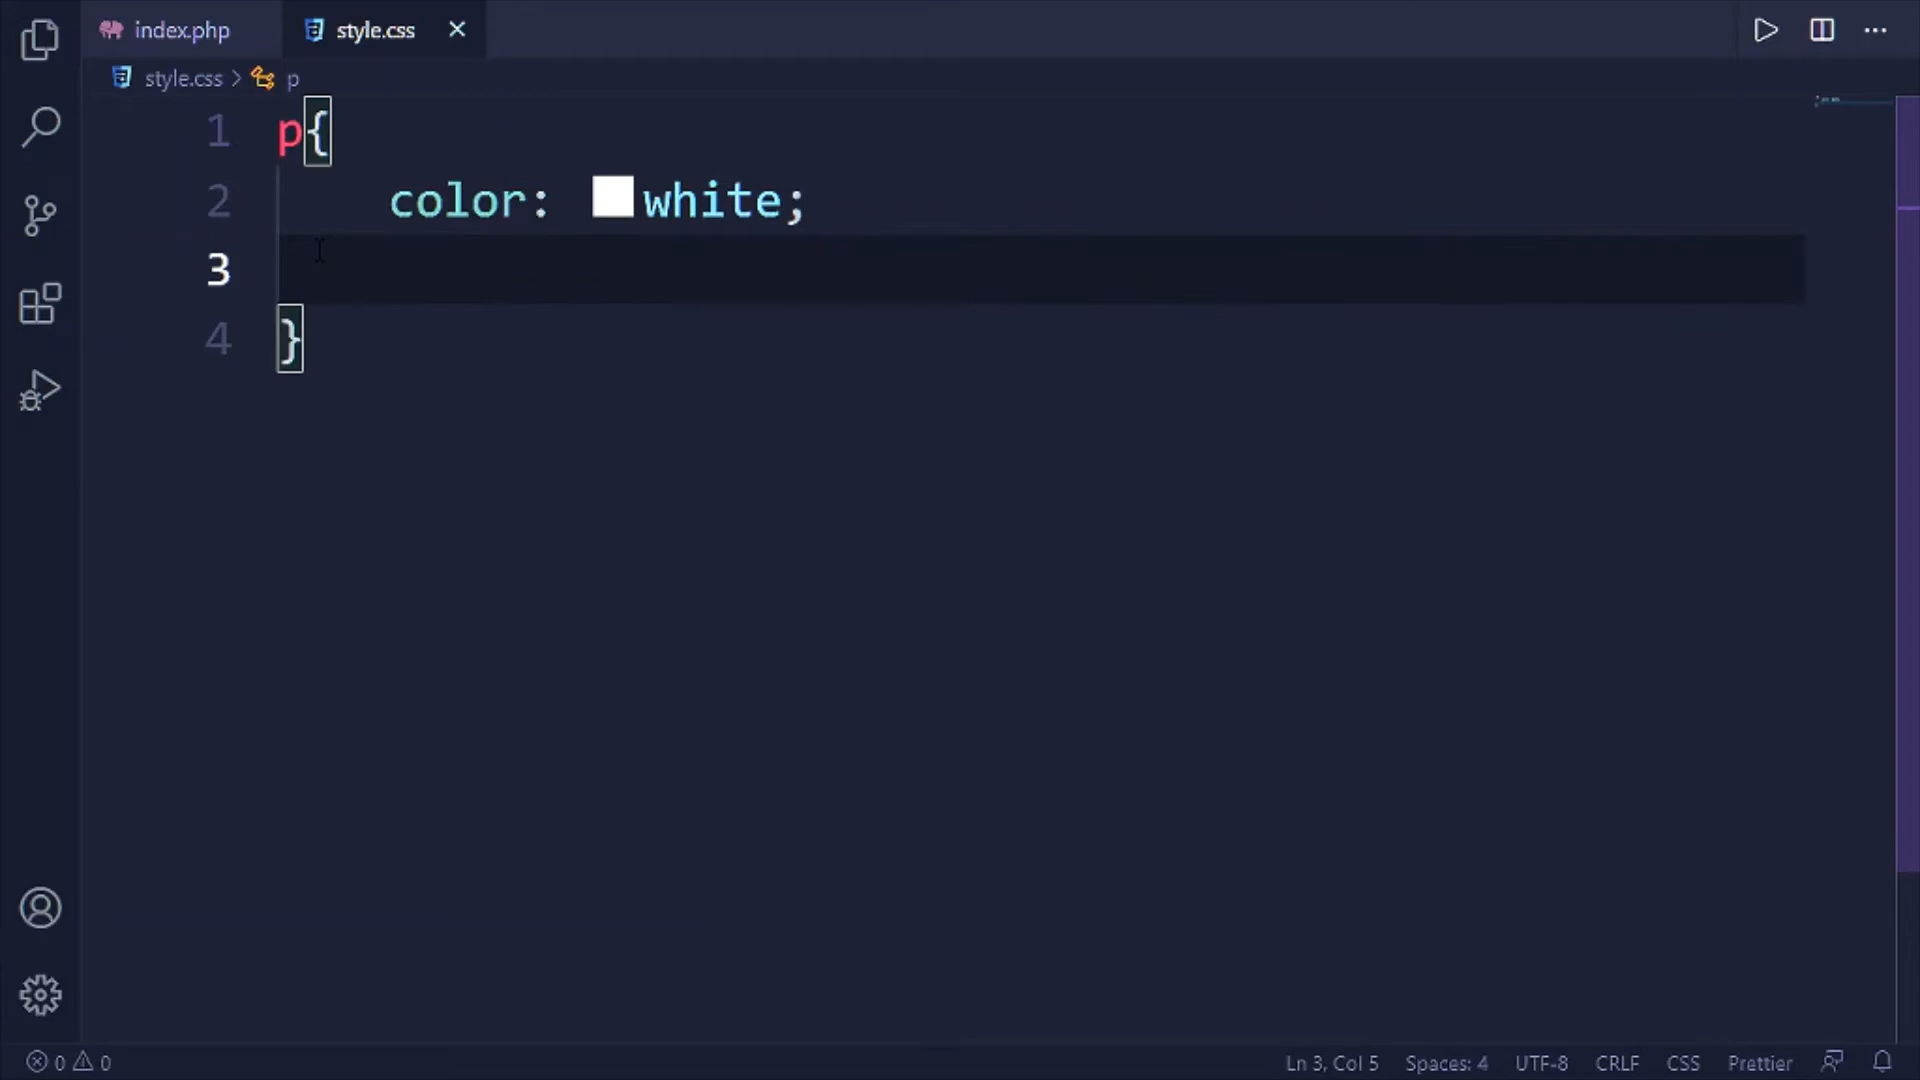 index.php style.css
style.css > p
1 p{
2 color: white;
3
4 }
0 0 Ln 3, Col 5 Spaces: 4 UTF-8 CRLF CSS Prettier